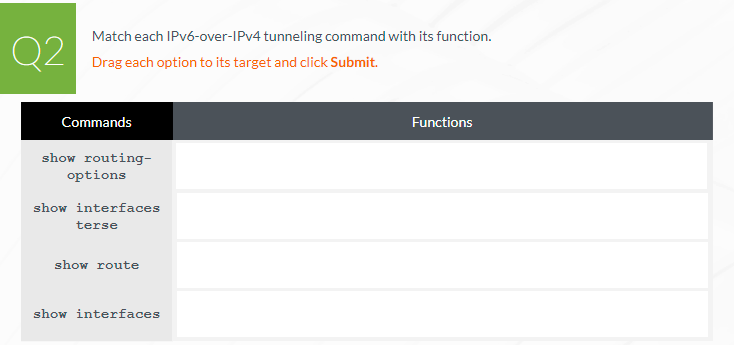 Q2
Match each IPv6-over-IPv4 tunneling command with its function.
Drag each option to its target and click Submit.
Commands
Functions
show routing-
options
show interfaces
terse
show route
show interfaces